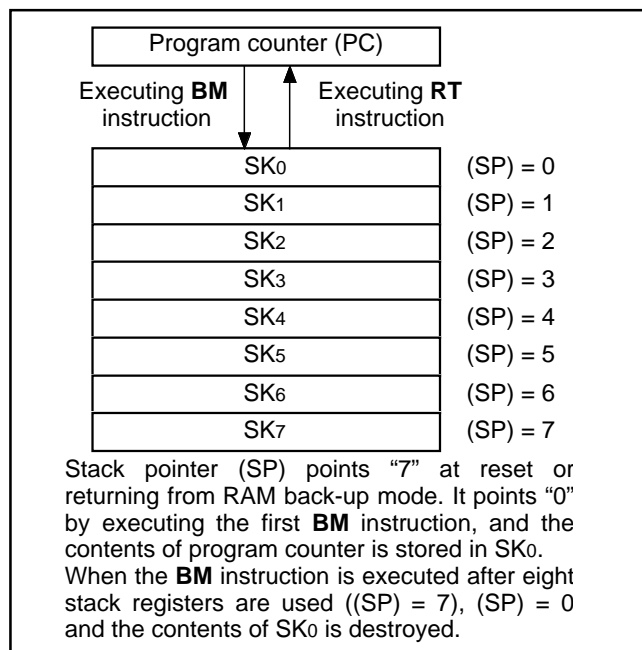 Program counter (PC)
Executing BM
instruction
Executing RT
instruction
SK0 (SP) = 0
SK1 (SP) = 1
SK2 (SP) = 2
SK3 (SP) = 3
SK4 (SP) = 4
SK5 (SP) = 5
SK6 (SP) = 6
SK7 (SP) = 7
Stack pointer (SP) points “7” at reset or
returning from RAM back-up mode. It points “0”
by executing the first BM instruction, and the
contents of program counter is stored in SK0.
When the BM instruction is executed after eight
stack registers are used ((SP) = 7), (SP) = 0
and the contents of SK0 is destroyed.